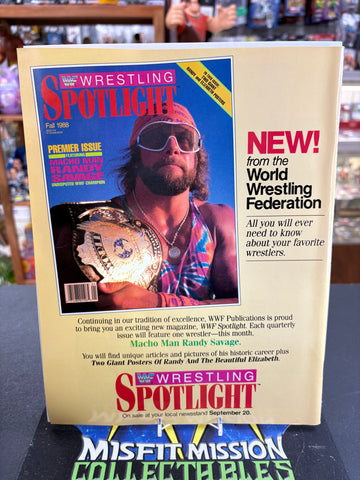 WRESTLING
SPOTLIGHT
Fall 1988
PREMIER ISSUE
FEATURING
MACHO MAN
RANDY
SAVAGE
UNDISPUTED WWF CHAMPION
NEW!
from the
World
Wrestling
Federation
All you will ever
need to know
about your favorite
wrestlers.
Continuing in our tradition of excellence, WWF Publications is proud
to bring you an exciting new magazine, WWF Spotlight. Each quarterly
issue will feature one wrestler—this month,
Macho Man Randy Savage.
You will find unique articles and pictures of his historic career plus
Two Giant Posters Of Randy And The Beautiful Elizabeth.
WRESTLING
SPOTLIGHT™
On sale at your local newsstand September 20.
MISFIT MISSION
COLLECTABLES